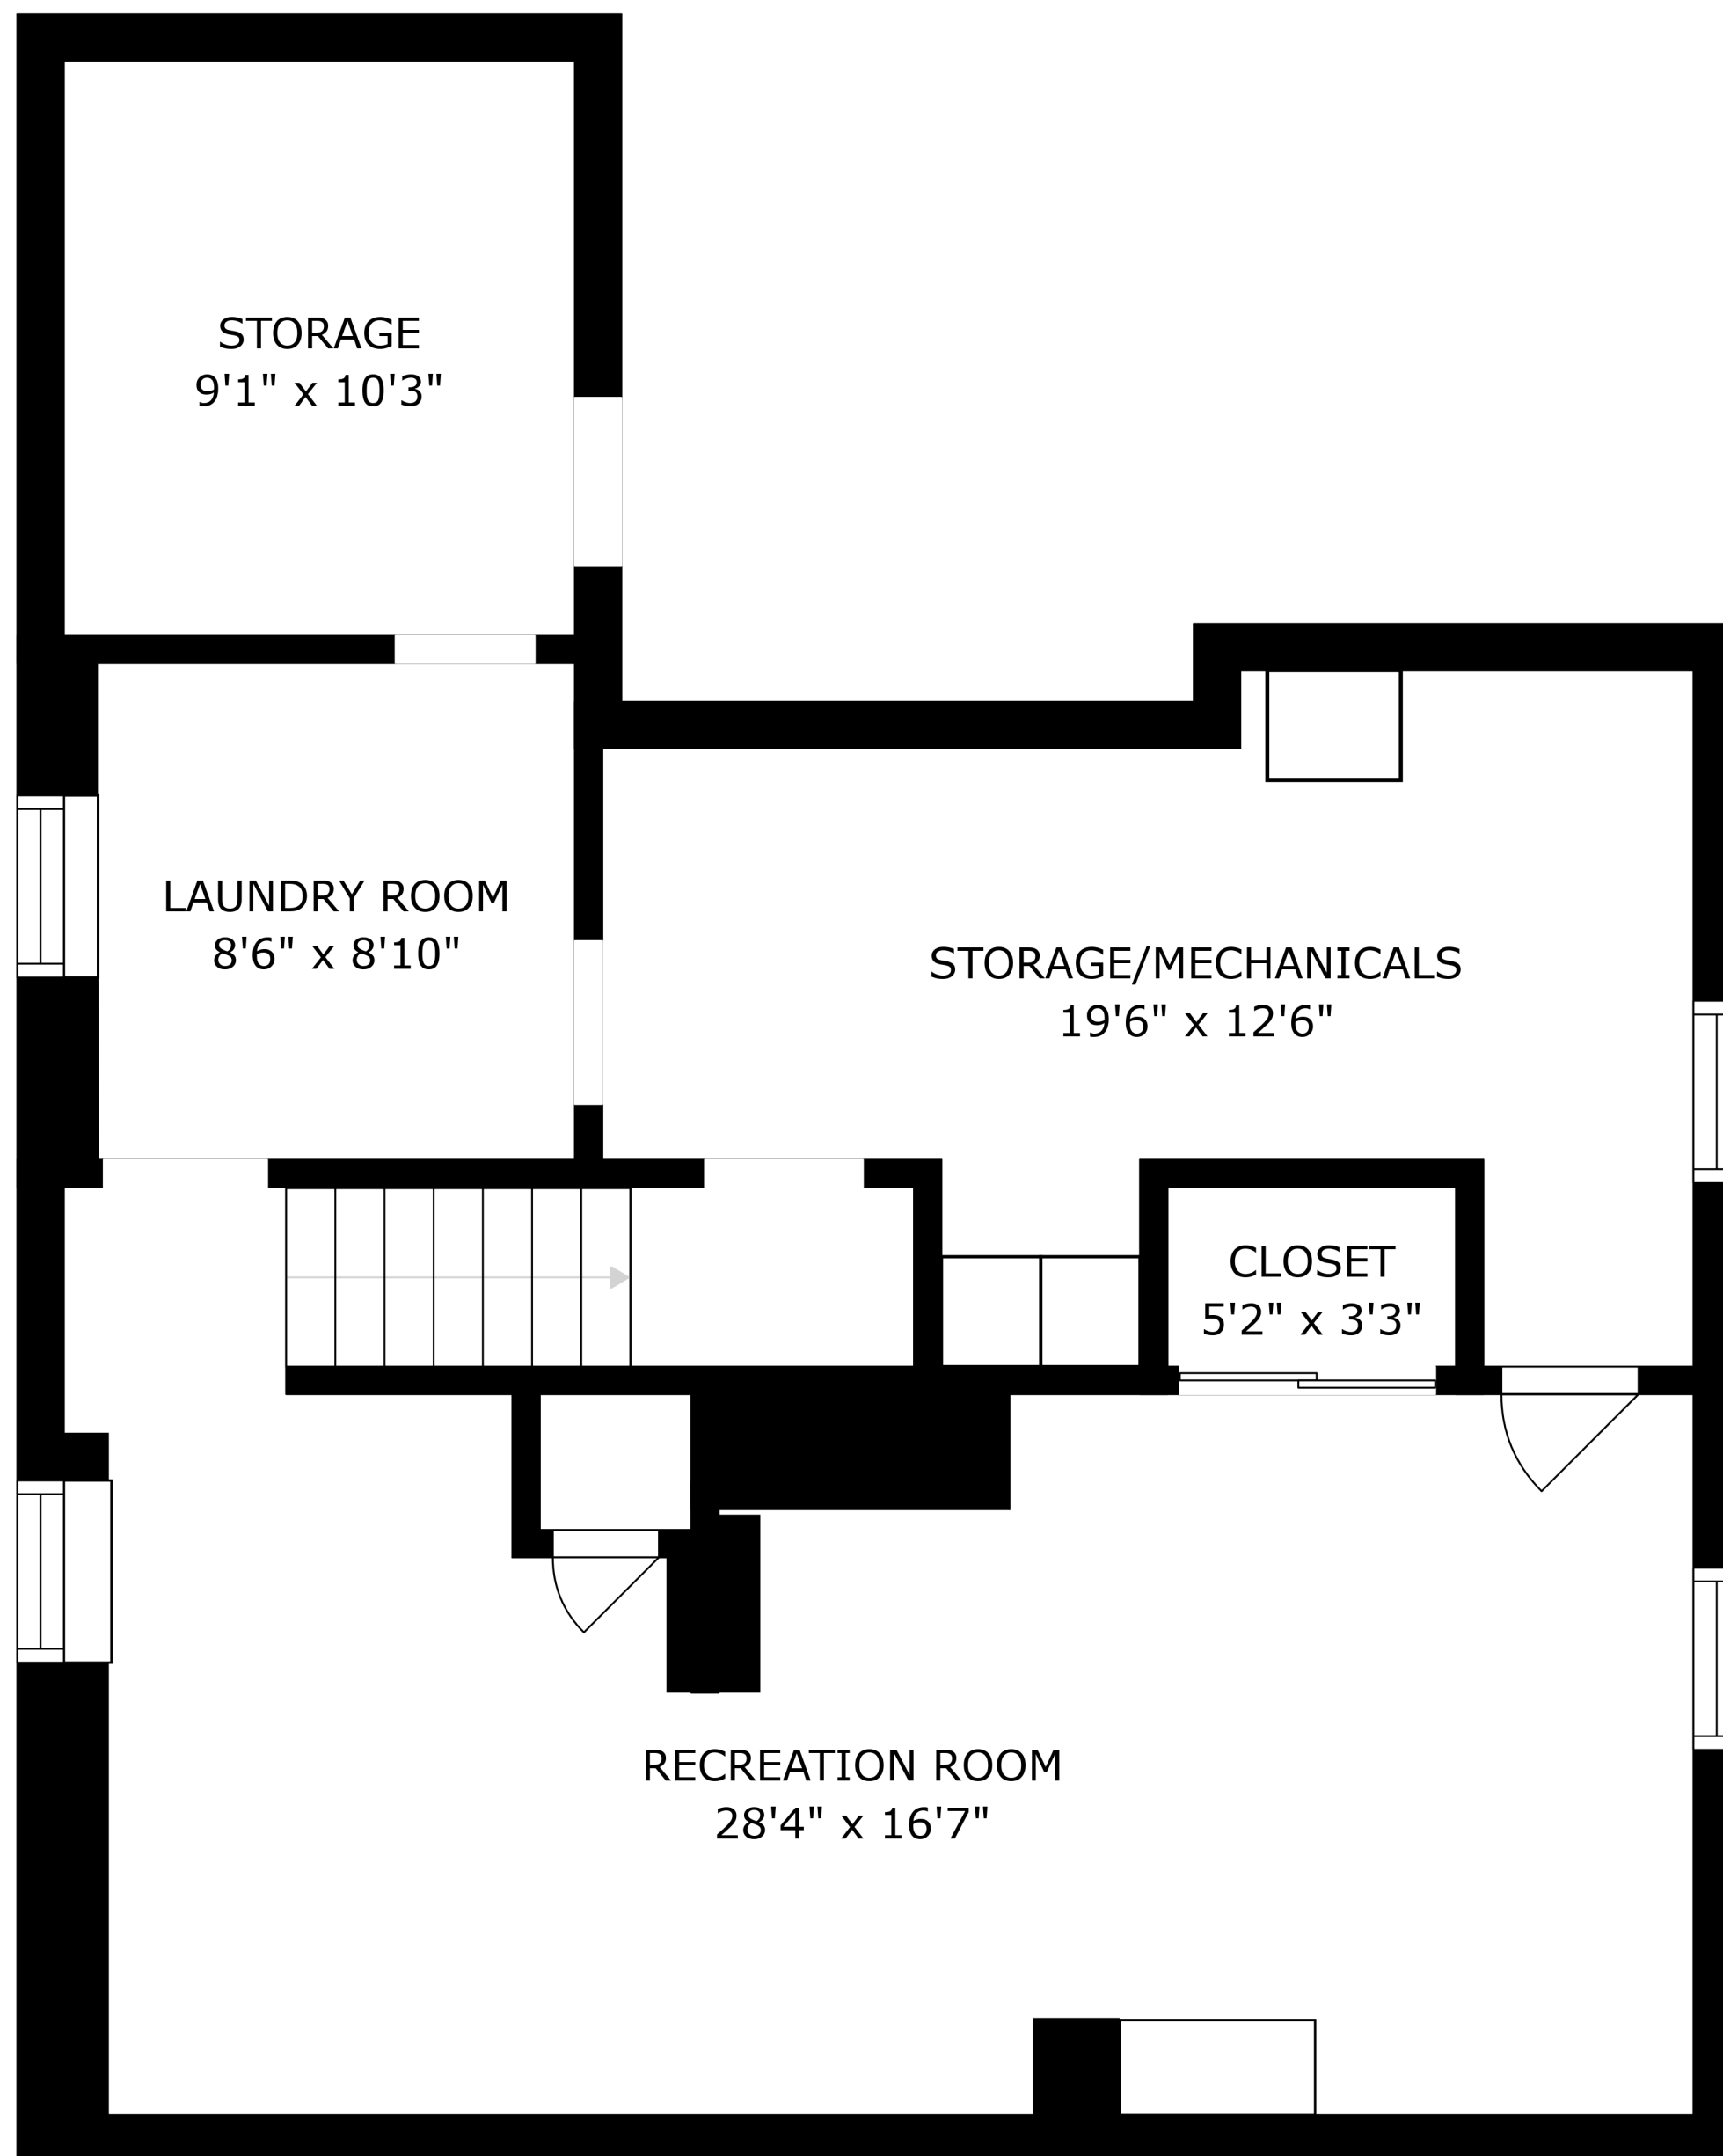 STORAGE
9'1" x 10'3"
LAUNDRY ROOM
8'6" x 8'10"
STORAGE/MECHANICALS
19'6" x 12'6"
CLOSET
5'2" x 3'3"
RECREATION ROOM
28'4" x 16'7"